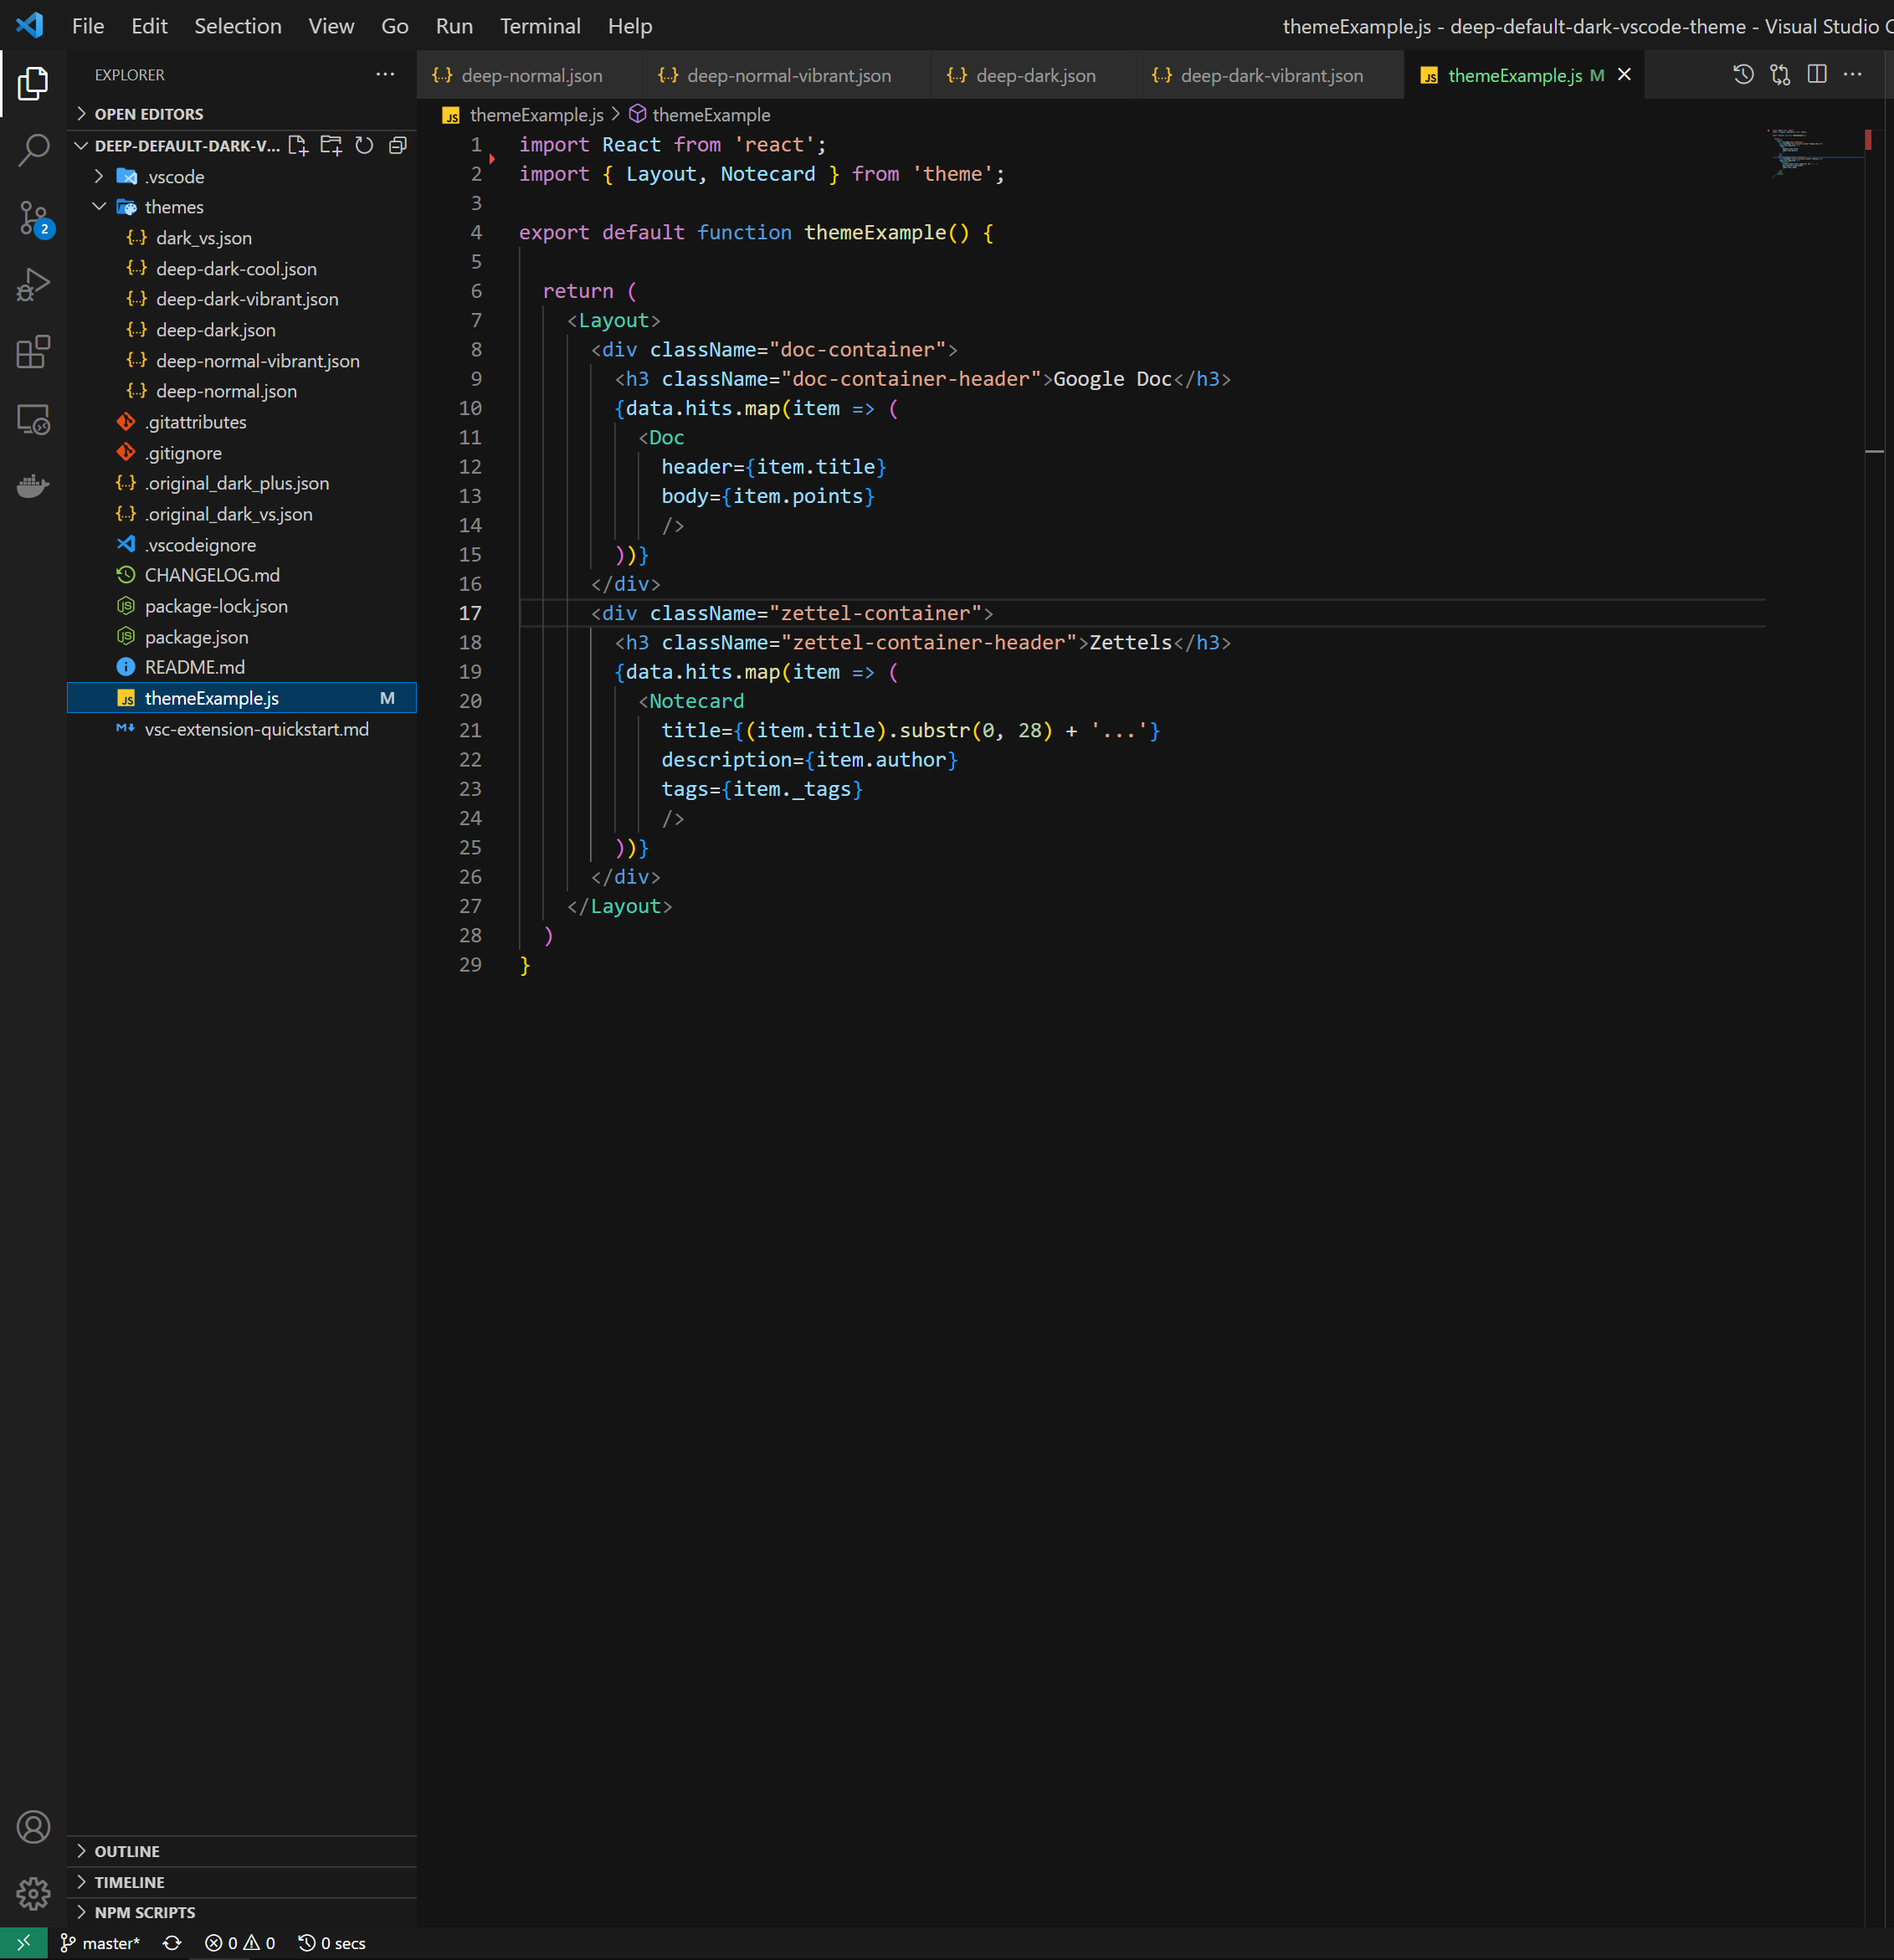 File Edit Selection View Go Run Terminal Help
themeExample.js - deep-default-dark-vscode-theme - Visual Studio
EXPLORER
OPEN EDITORS
DEEP-DEFAULT-DARK-V...
.vscode
themes
{..} dark_vs.json
{..} deep-dark-cool.json
{..} deep-dark-vibrant.json
{..} deep-dark.json
{..} deep-normal-vibrant.json
{..} deep-normal.json
.gitattributes
.gitignore
{..} .original_dark_plus.json
{..} .original_dark_vs.json
.vscodeignore
CHANGELOG.md
JS package-lock.json
JS package.json
i README.md
JS themeExample.js M
M vsc-extension-quickstart.md
2
OUTLINE
TIMELINE
NPM SCRIPTS
{..} deep-normal.json {..} deep-normal-vibrant.json {..} deep-dark.json {..} deep-dark-vibrant.json JS themeExample.js M
JS themeExample.js > themeExample
1 import React from 'react';
2 import { Layout, Notecard } from 'theme';
3
4 export default function themeExample() {
5
6 return (
7 <Layout>
8 <div className="doc-container">
9 <h3 className="doc-container-header">Google Doc</h3>
10 {data.hits.map(item => (
11 <Doc
12 header={item.title}
13 body={item.points}
14 />
15 ))}
16 </div>
17 <div className="zettel-container">
18 <h3 className="zettel-container-header">Zettels</h3>
19 {data.hits.map(item => (
20 <Notecard
21 title={(item.title).substr(0, 28) + '...'}
22 description={item.author}
23 tags={item._tags}
24 />
25 ))}
26 </div>
27 </Layout>
28 )
29 }
master* 0 0 0 secs